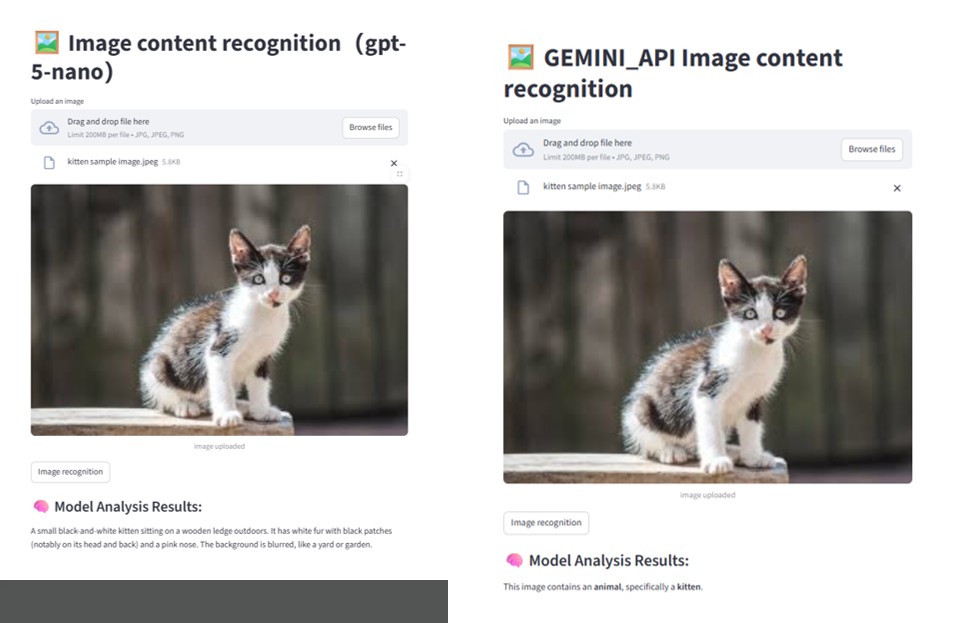 Image content recognition（gpt-
5-nano）
Upload an image
Drag and drop file here
Limit 200MB per file • JPG, JPEG, PNG
Browse files
kitten sample image.jpeg 5.8KB
image uploaded
Image recognition
Model Analysis Results:
A small black-and-white kitten sitting on a wooden ledge outdoors. It has white fur with black patches
(notably on its head and back) and a pink nose. The background is blurred, like a yard or garden.
GEMINI_API Image content
recognition
Upload an image
Drag and drop file here
Limit 200MB per file • JPG, JPEG, PNG
Browse files
kitten sample image.jpeg 5.8KB
image uploaded
Image recognition
Model Analysis Results:
This image contains an animal, specifically a kitten.